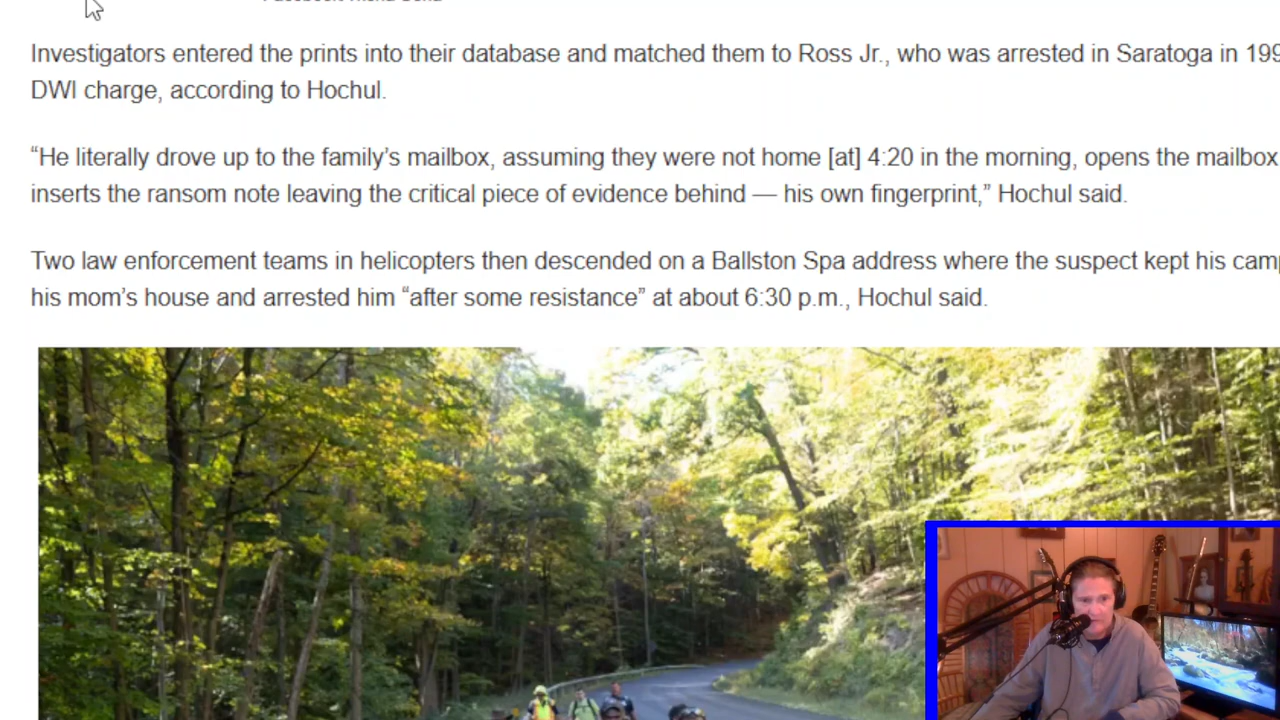 Investigators entered the prints into their database and matched them to Ross Jr., who was arrested in Saratoga in 199
DWI charge, according to Hochul.
“He literally drove up to the family’s mailbox, assuming they were not home [at] 4:20 in the morning, opens the mailbox
inserts the ransom note leaving the critical piece of evidence behind — his own fingerprint,” Hochul said.
Two law enforcement teams in helicopters then descended on a Ballston Spa address where the suspect kept his
his mom’s house and arrested him “after some resistance” at about 6:30 p.m., Hochul said.